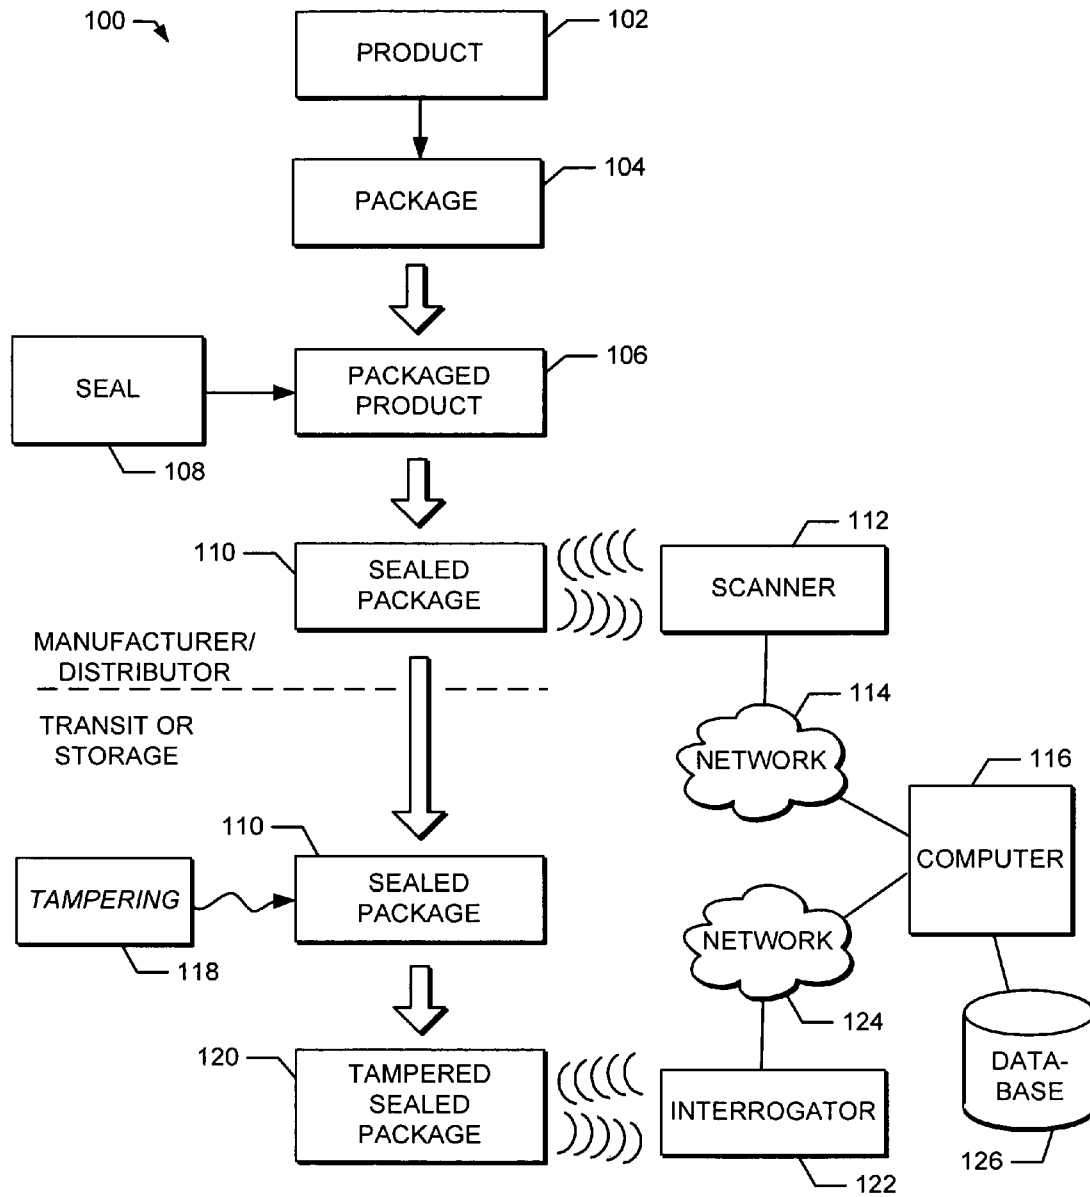 100
102
PRODUCT
104
PACKAGE
106
SEAL
PACKAGED
PRODUCT
108
110
SEALED
PACKAGE
112
SCANNER
MANUFACTURER/
DISTRIBUTOR
TRANSIT OR
STORAGE
114
NETWORK
116
COMPUTER
110
SEALED
PACKAGE
TAMPERING
118
NETWORK
124
120
TAMPERED
SEALED
PACKAGE
INTERROGATOR
122
DATA-
BASE
126